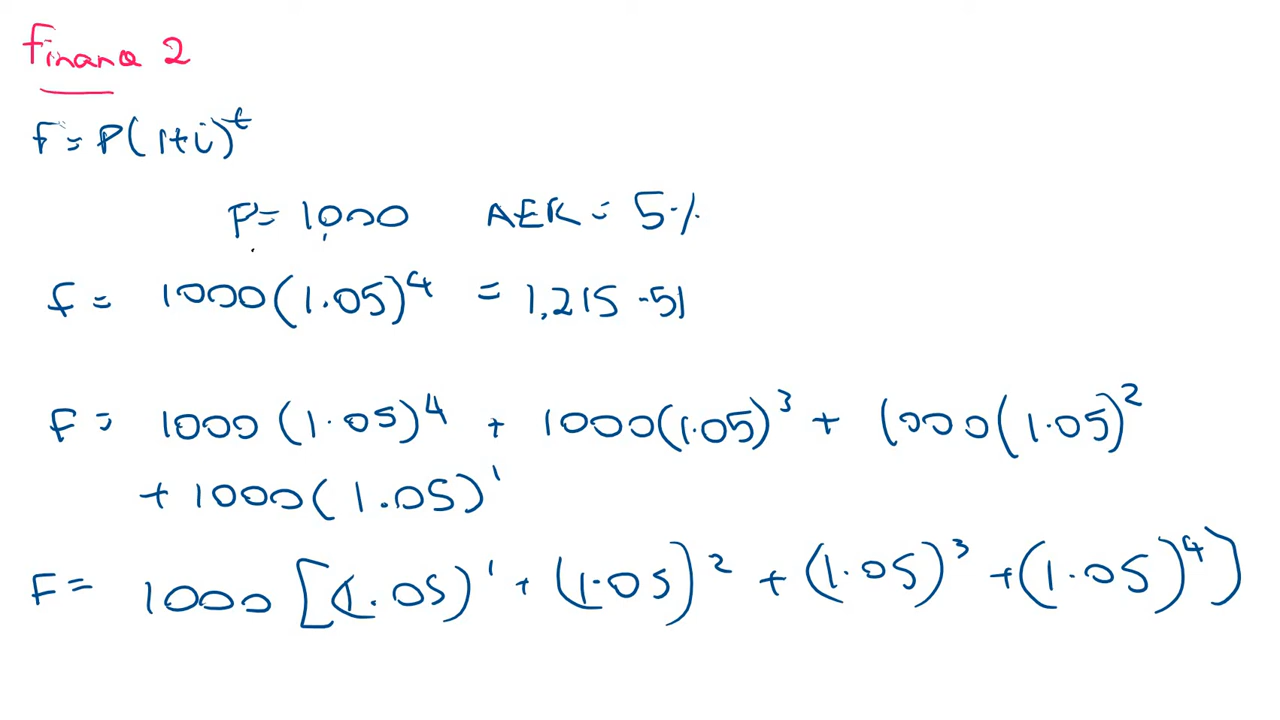 Finance 2
F = P(1+i)^t
P = 1000 AER = 5%
F = 1000(1.05)^4 = 1,215.51
F = 1000(1.05)^4 + 1000(1.05)^3 + 1000(1.05)^2
+ 1000(1.05)^1
F = 1000[(1.05)^1 + (1.05)^2 + (1.05)^3 + (1.05)^4]